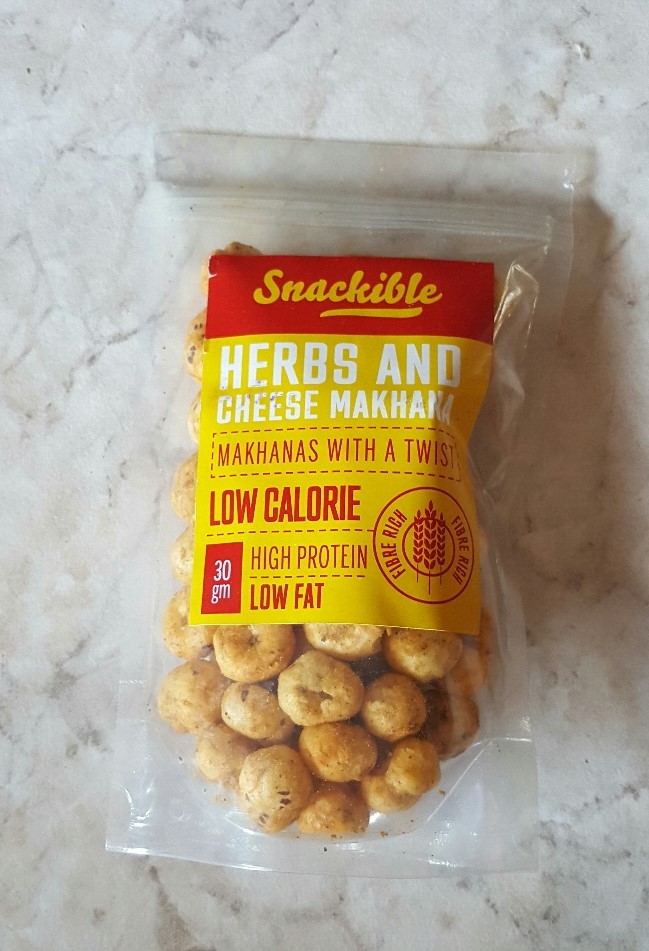 Snackible
HERBS AND
CHEESE MAKHANA
MAKHANAS WITH A TWIST
LOW CALORIE
30
gm
HIGH PROTEIN
LOW FAT
FIBRE RICH
FIBRE RICH